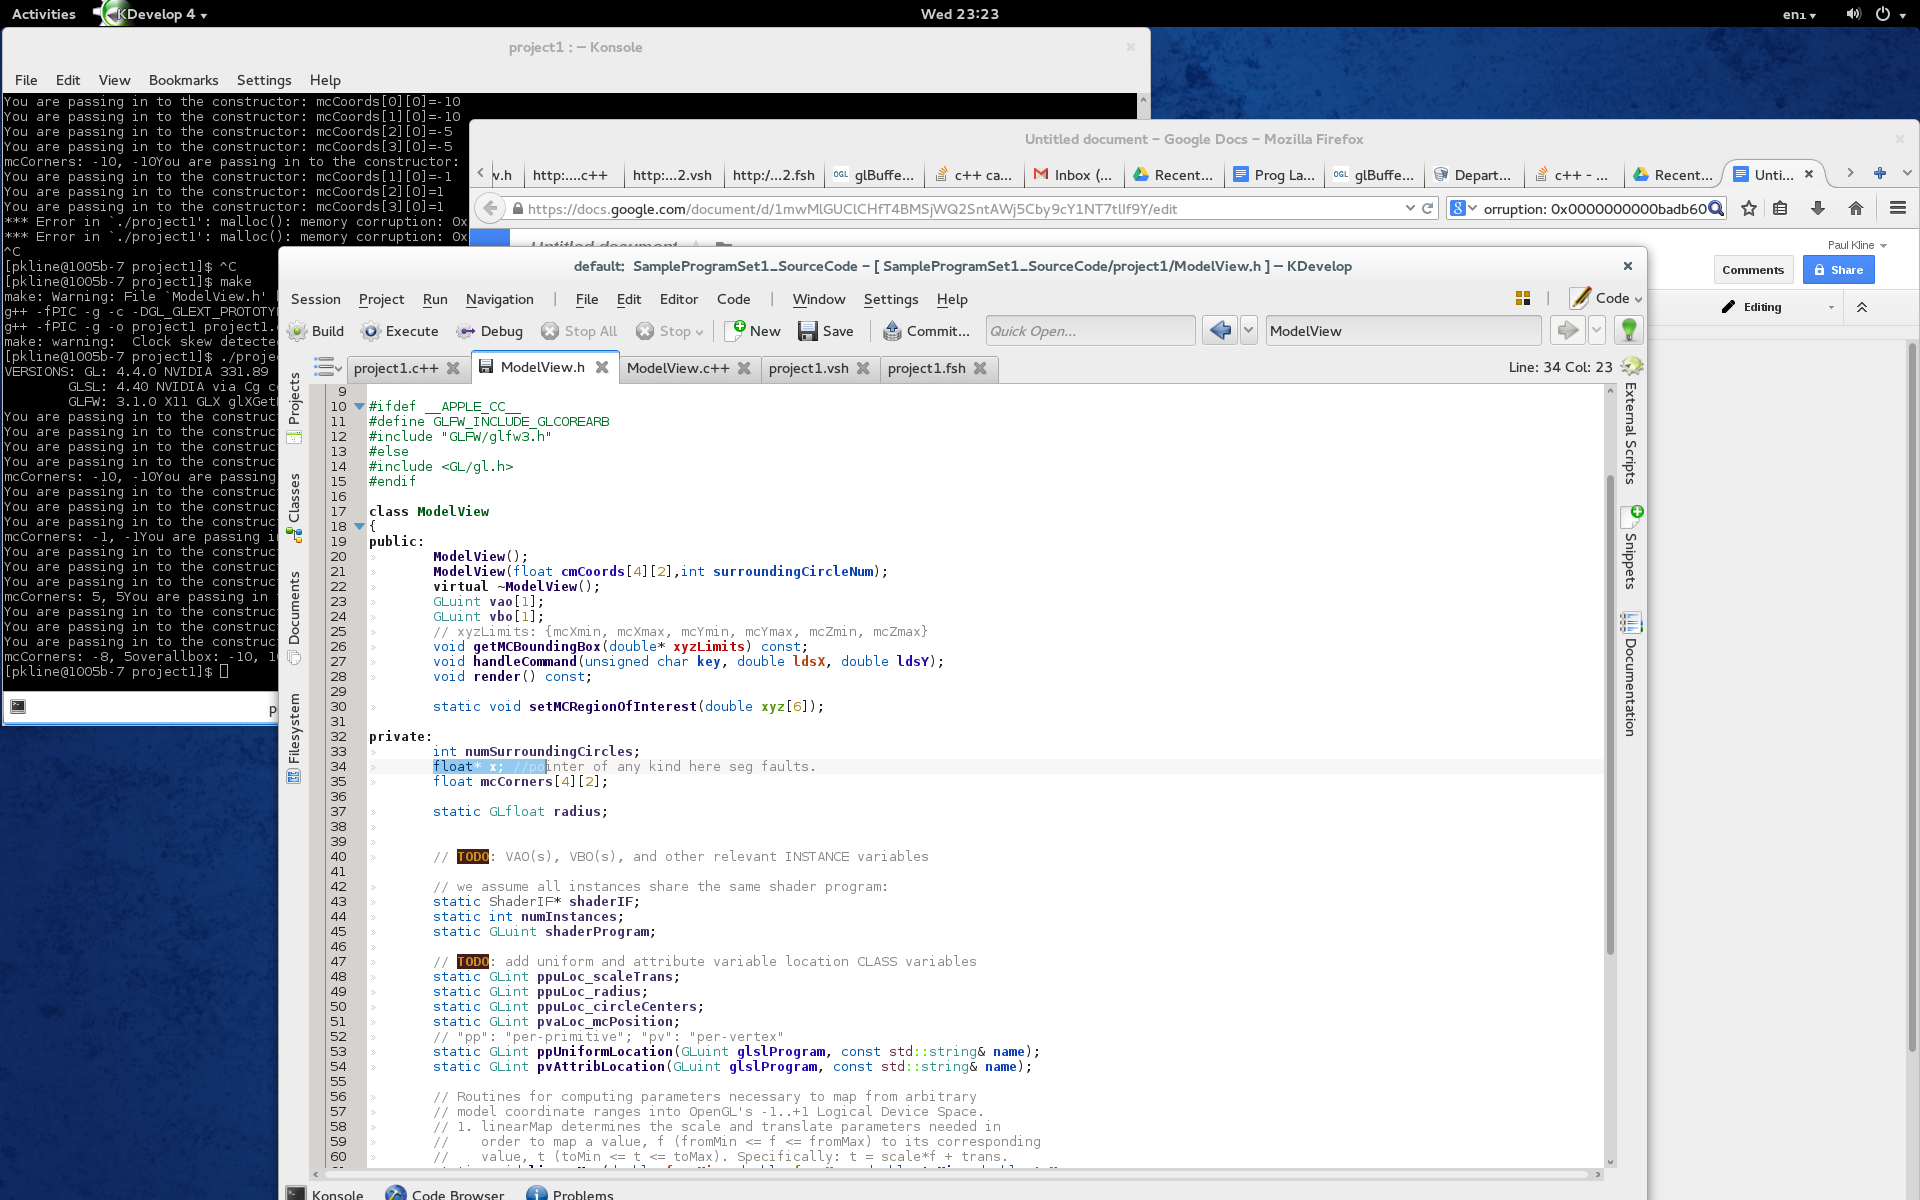 Activities KDevelop 4 Wed 23:23 en1
project1 : – Konsole
File Edit View Bookmarks Settings Help
You are passing in to the constructor: mcCoords[0][0]=-10
You are passing in to the constructor: mcCoords[1][0]=-10
You are passing in to the constructor: mcCoords[2][0]=-5
You are passing in to the constructor: mcCoords[3][0]=-5
mcCorners: -10, -10You are passing in to the constructor:
You are passing in to the constructor: mcCoords[1][0]=-1
You are passing in to the constructor: mcCoords[2][0]=1
You are passing in to the constructor: mcCoords[3][0]=1
*** Error in `./project1': malloc(): memory corruption: 0x
*** Error in `./project1': malloc(): memory corruption: 0x
^C
[pkline@1005b-7 project1]$ ^C
[pkline@1005b-7 project1]$ make
make: Warning: File `ModelView.h'
g++ -fPIC -g -c -DGL_GLEXT_PROTOTY
g++ -fPIC -g -o project1 project1.
make: warning:  Clock skew detecte
[pkline@1005b-7 project1]$ ./proje
VERSIONS: GL: 4.4.0 NVIDIA 331.89
GLSL: 4.40 NVIDIA via Cg co
GLFW: 3.1.0 X11 GLX glXGet
You are passing in to the construct
You are passing in to the construct
You are passing in to the construct
You are passing in to the construct
mcCorners: -10, -10You are passing
You are passing in to the construct
You are passing in to the construct
You are passing in to the construct
mcCorners: -1, -1You are passing i
You are passing in to the construct
You are passing in to the construct
You are passing in to the construct
mcCorners: 5, 5You are passing in
You are passing in to the construct
You are passing in to the construct
You are passing in to the construct
mcCorners: -8, 5overallbox: -10, 1
[pkline@1005b-7 project1]$
p
Untitled document – Google Docs – Mozilla Firefox
w.h http:....c++ http:...2.vsh http:/...2.fsh glBuffe... c++ ca... Inbox (... Recent... Prog La... glBuffe... Depart... c++ - ... Recent... Unti...
https://docs.google.com/document/d/1mwMlGUClCHfT4BMSjWQ2SntAWj5Cby9cY1NT7tlIf9Y/edit orruption: 0x0000000000badb60
Untitled document
Paul Kline
Comments Share
Editing
default: SampleProgramSet1_SourceCode – [ SampleProgramSet1_SourceCode/project1/ModelView.h ] – KDevelop
Session Project Run Navigation | File Edit Editor Code | Window Settings Help Code
Build Execute Debug Stop All Stop New Save Commit... Quick Open... ModelView
project1.c++ ModelView.h ModelView.c++ project1.vsh project1.fsh Line: 34 Col: 23
Projects
Classes
Documents
Filesystem
External Scripts
Snippets
Documentation
9
10 #ifdef __APPLE_CC__
11 #define GLFW_INCLUDE_GLCOREARB
12 #include "GLFW/glfw3.h"
13 #else
14 #include <GL/gl.h>
15 #endif
16
17 class ModelView
18 {
19 public:
20 ModelView();
21 ModelView(float cmCoords[4][2],int surroundingCircleNum);
22 virtual ~ModelView();
23 GLuint vao[1];
24 GLuint vbo[1];
25 // xyzLimits: {mcXmin, mcXmax, mcYmin, mcYmax, mcZmin, mcZmax}
26 void getMCBoundingBox(double* xyzLimits) const;
27 void handleCommand(unsigned char key, double ldsX, double ldsY);
28 void render() const;
29
30 static void setMCRegionOfInterest(double xyz[6]);
31
32 private:
33 int numSurroundingCircles;
34 float* x; //pointer of any kind here seg faults.
35 float mcCorners[4][2];
36
37 static GLfloat radius;
38
39
40 // TODO: VAO(s), VBO(s), and other relevant INSTANCE variables
41
42 // we assume all instances share the same shader program:
43 static ShaderIF* shaderIF;
44 static int numInstances;
45 static GLuint shaderProgram;
46
47 // TODO: add uniform and attribute variable location CLASS variables
48 static GLint ppuLoc_scaleTrans;
49 static GLint ppuLoc_radius;
50 static GLint ppuLoc_circleCenters;
51 static GLint pvaLoc_mcPosition;
52 // "pp": "per-primitive"; "pv": "per-vertex"
53 static GLint ppUniformLocation(GLuint glslProgram, const std::string& name);
54 static GLint pvAttribLocation(GLuint glslProgram, const std::string& name);
55
56 // Routines for computing parameters necessary to map from arbitrary
57 // model coordinate ranges into OpenGL's -1..+1 Logical Device Space.
58 // 1. linearMap determines the scale and translate parameters needed in
59 //    order to map a value, f (fromMin <= f <= fromMax) to its corresponding
60 //    value, t (toMin <= t <= toMax). Specifically: t = scale*f + trans.
Konsole Code Browser Problems